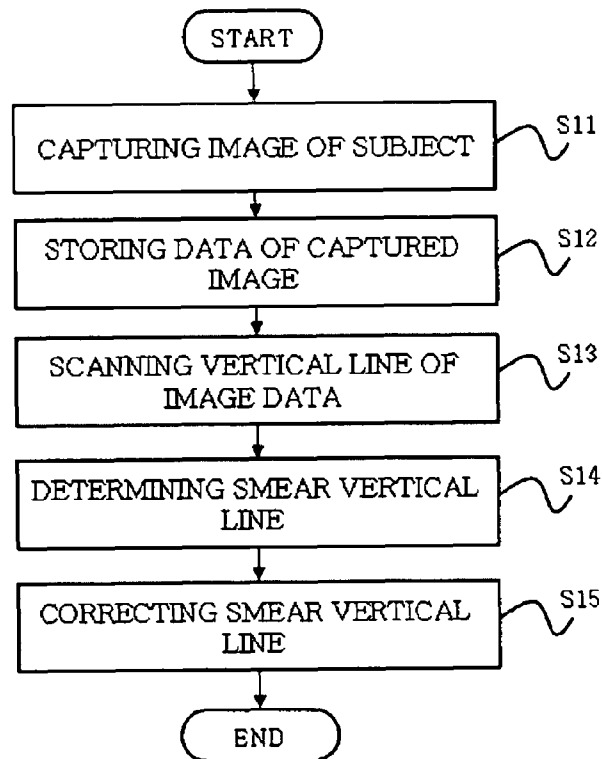 START
CAPTURING IMAGE OF SUBJECT
S11
STORING DATA OF CAPTURED
IMAGE
S12
SCANNING VERTICAL LINE OF
IMAGE DATA
S13
DETERMINING SMEAR VERTICAL
LINE
S14
CORRECTING SMEAR VERTICAL
LINE
S15
END